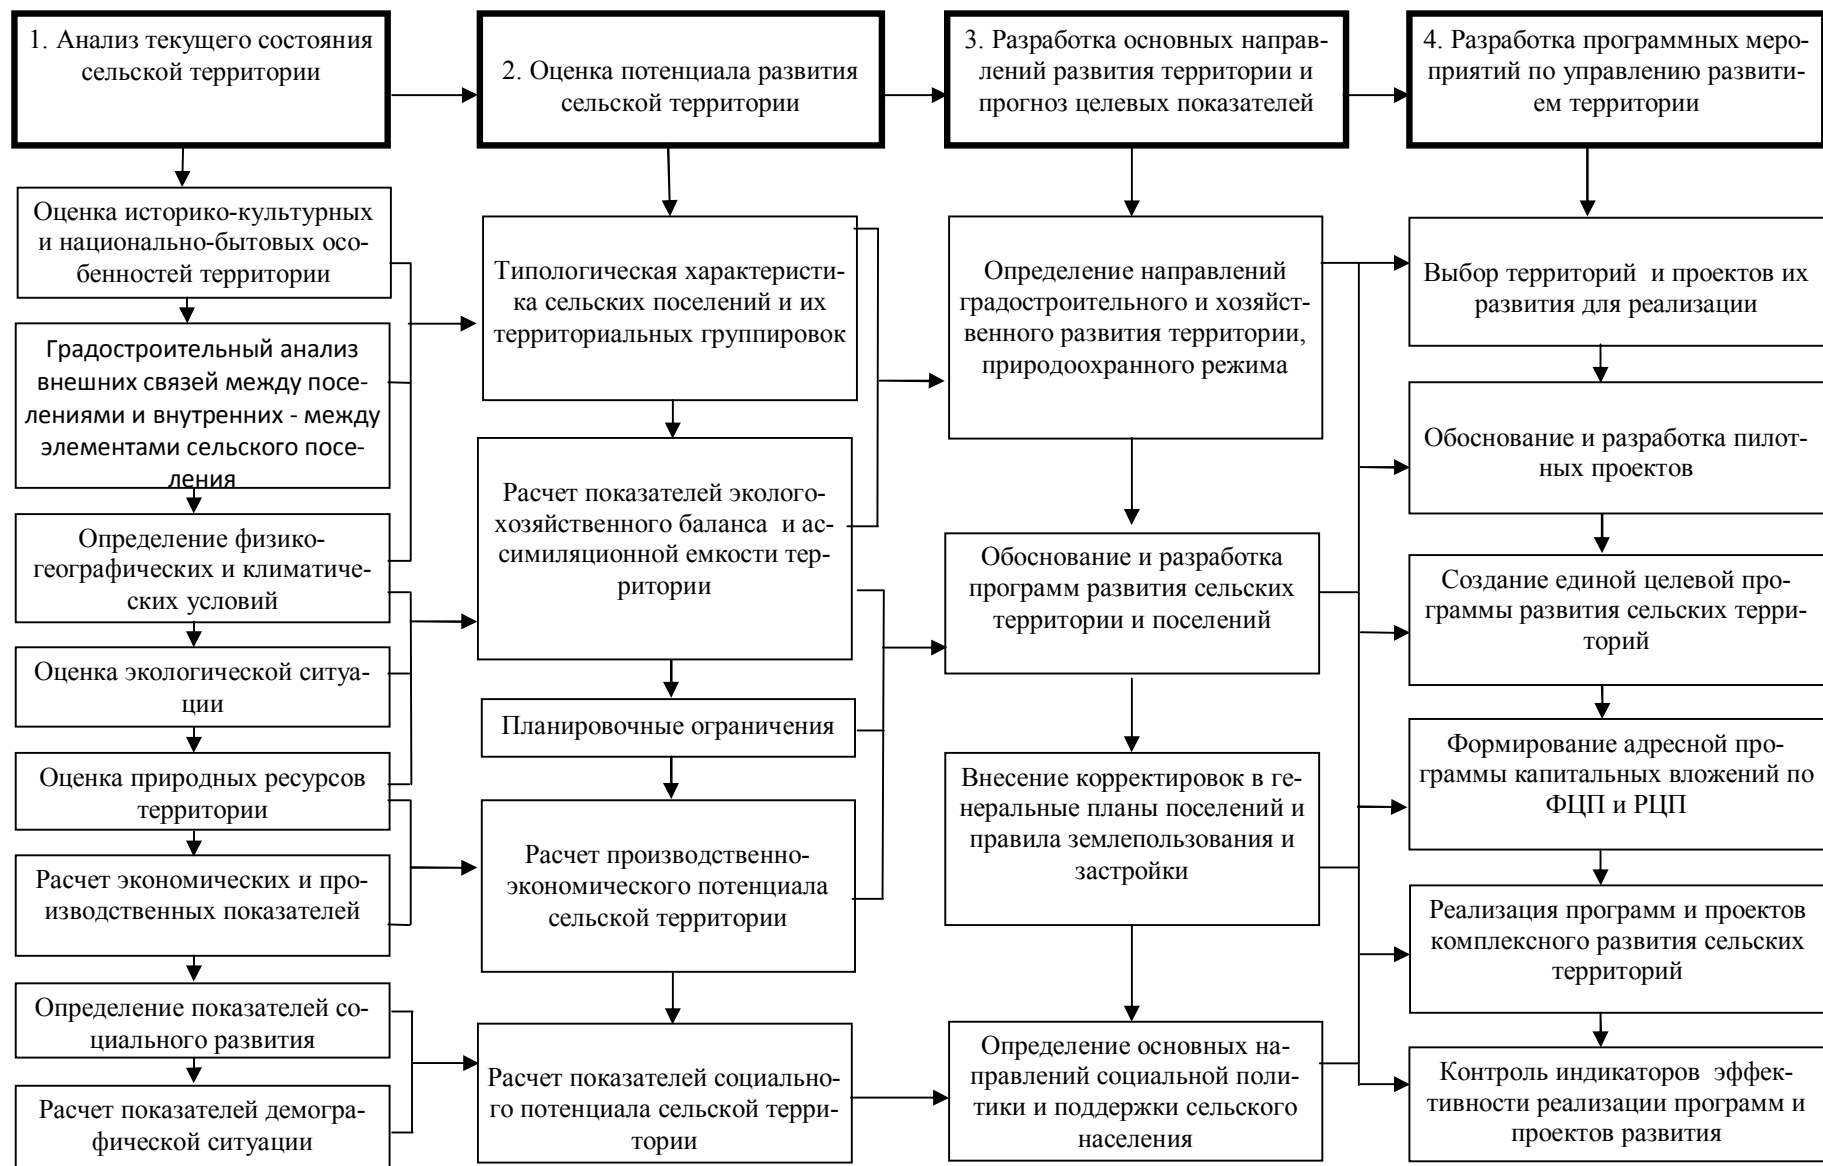 1. Анализ текущего состояния
сельской территории
2. Оценка потенциала развития
сельской территории
3. Разработка основных направ-
лений развития территории и
прогноз целевых показателей
4. Разработка программных меро-
приятий по управлению развити-
ем территории
Оценка историко-культурных
и национально-бытовых осо-
бенностей территории
Градостроительный анализ
внешних связей между посе-
лениями и внутренних - между
элементами сельского посе-
ления
Определение физико-
географических и климатиче-
ских условий
Оценка экологической ситуа-
ции
Оценка природных ресурсов
территории
Расчет экономических и про-
изводственных показателей
Определение показателей со-
циального развития
Расчет показателей демогра-
фической ситуации
Типологическая характеристи-
ка сельских поселений и их
территориальных группировок
Расчет показателей эколого-
хозяйственного баланса и ас-
симиляционной емкости тер-
ритории
Планировочные ограничения
Расчет производственно-
экономического потенциала
сельской территории
Расчет показателей социально-
го потенциала сельской терри-
тории
Определение направлений
градостроительного и хозяйст-
венного развития территории,
природоохранного режима
Обоснование и разработка
программ развития сельских
территории и поселений
Внесение корректировок в ге-
неральные планы поселений и
правила землепользования и
застройки
Определение основных на-
правлений социальной поли-
тики и поддержки сельского
населения
Выбор территорий и проектов их
развития для реализации
Обоснование и разработка пилот-
ных проектов
Создание единой целевой про-
граммы развития сельских терри-
торий
Формирование адресной про-
граммы капитальных вложений по
ФЦП и РЦП
Реализация программ и проектов
комплексного развития сельских
территорий
Контроль индикаторов эффек-
тивности реализации программ и
проектов развития